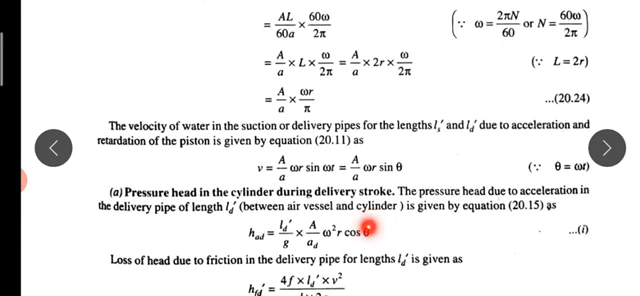 = AL/60a × 60ω/2π (∵ ω = 2πN/60 or N = 60ω/2π)
= A/a × L × ω/2π = A/a × 2r × ω/2π (∵ L = 2r)
= A/a × ωr/π ...(20.24)
The velocity of water in the suction or delivery pipes for the lengths lₛ′ and l_d′ due to acceleration and
retardation of the piston is given by equation (20.11) as
v = A/a ωr sin ωt = A/a ωr sin θ (∵ θ = ωt)
(a) Pressure head in the cylinder during delivery stroke. The pressure head due to acceleration in
the delivery pipe of length l_d′ (between air vessel and cylinder ) is given by equation (20.15) as
h_ad = l_d′/g × A/a_d ω²r cos ...(i)
Loss of head due to friction in the delivery pipe for lengths l_d′ is given as
h_fd′ = 4f × l_d′ × v²